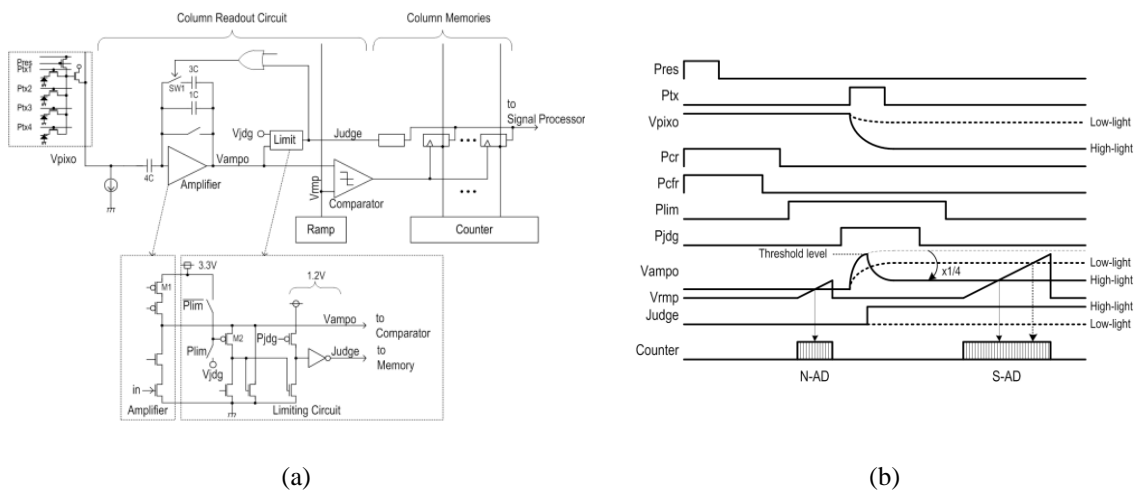 Column Readout Circuit
Column Memories
Pres
Ptx1
Ptx2
Ptx3
Ptx4
Vpixo
SW1
3C
1C
4C
Amplifier
Vampo
Vjdg
Limit
Judge
Vrmp
Comparator
Ramp
Counter
to
Signal Processor
3.3V
1.2V
M1
Plim
Plim
M2
Vjdg
Pjdg
Vampo
to
Comparator
Judge
to
Memory
in
Amplifier
Limiting Circuit
(a)
Pres
Ptx
Vpixo
Low-light
High-light
Pcr
Pcfr
Plim
Pjdg
Threshold level
Vampo
x1/4
Low-light
High-light
Vrmp
Judge
High-light
Low-light
Counter
N-AD
S-AD
(b)